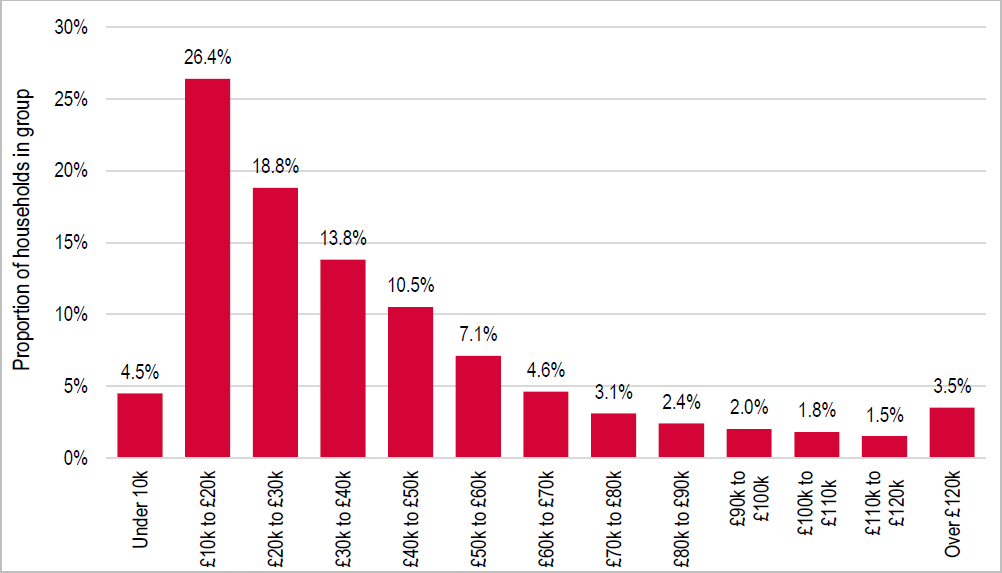 Proportion of households in group
30%
25%
20%
15%
10%
5%
0%
4.5%
26.4%
18.8%
13.8%
10.5%
7.1%
4.6%
3.1%
2.4%
2.0%
1.8%
1.5%
3.5%
Under 10k
£10k to £20k
£20k to £30k
£30k to £40k
£40k to £50k
£50k to £60k
£60k to £70k
£70k to £80k
£80k to £90k
£90k to
£100k
£100k to
£110k
£110k to
£120k
Over £120k